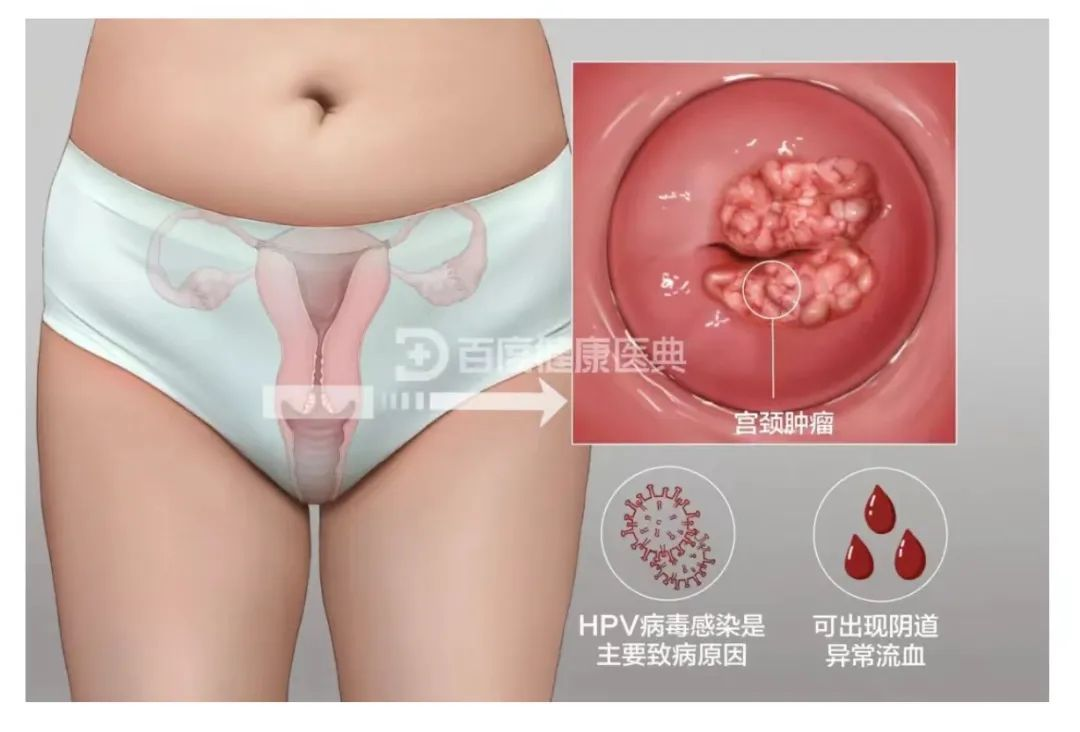 百度健康医典
宫颈肿瘤
HPV病毒感染是
主要致病原因
可出现阴道
异常流血